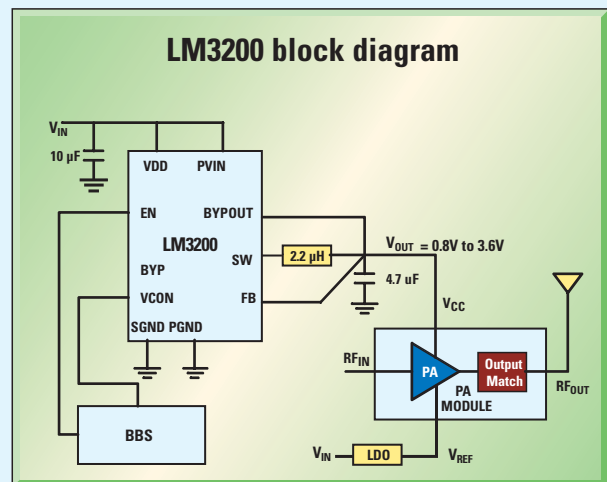 LM3200 block diagram
VIN
10 µF
VDD PVIN
EN BYPOUT
LM3200
SW
2.2 µH
VOUT = 0.8V to 3.6V
BYP
4.7 uF
VCON FB
VCC
SGND PGND
RFIN
PA
Output
Match
RFOUT
PA
MODULE
BBS
VIN
LDO
VREF